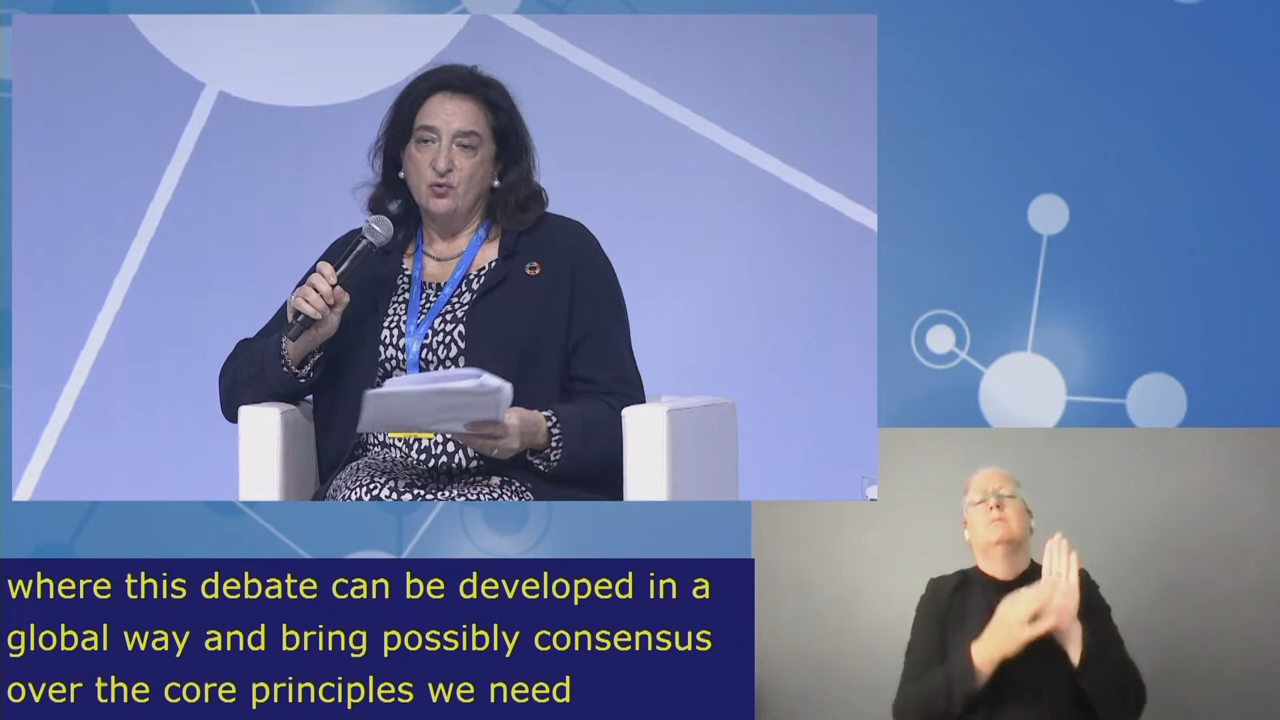 where this debate can be developed in a
global way and bring possibly consensus
over the core principles we need